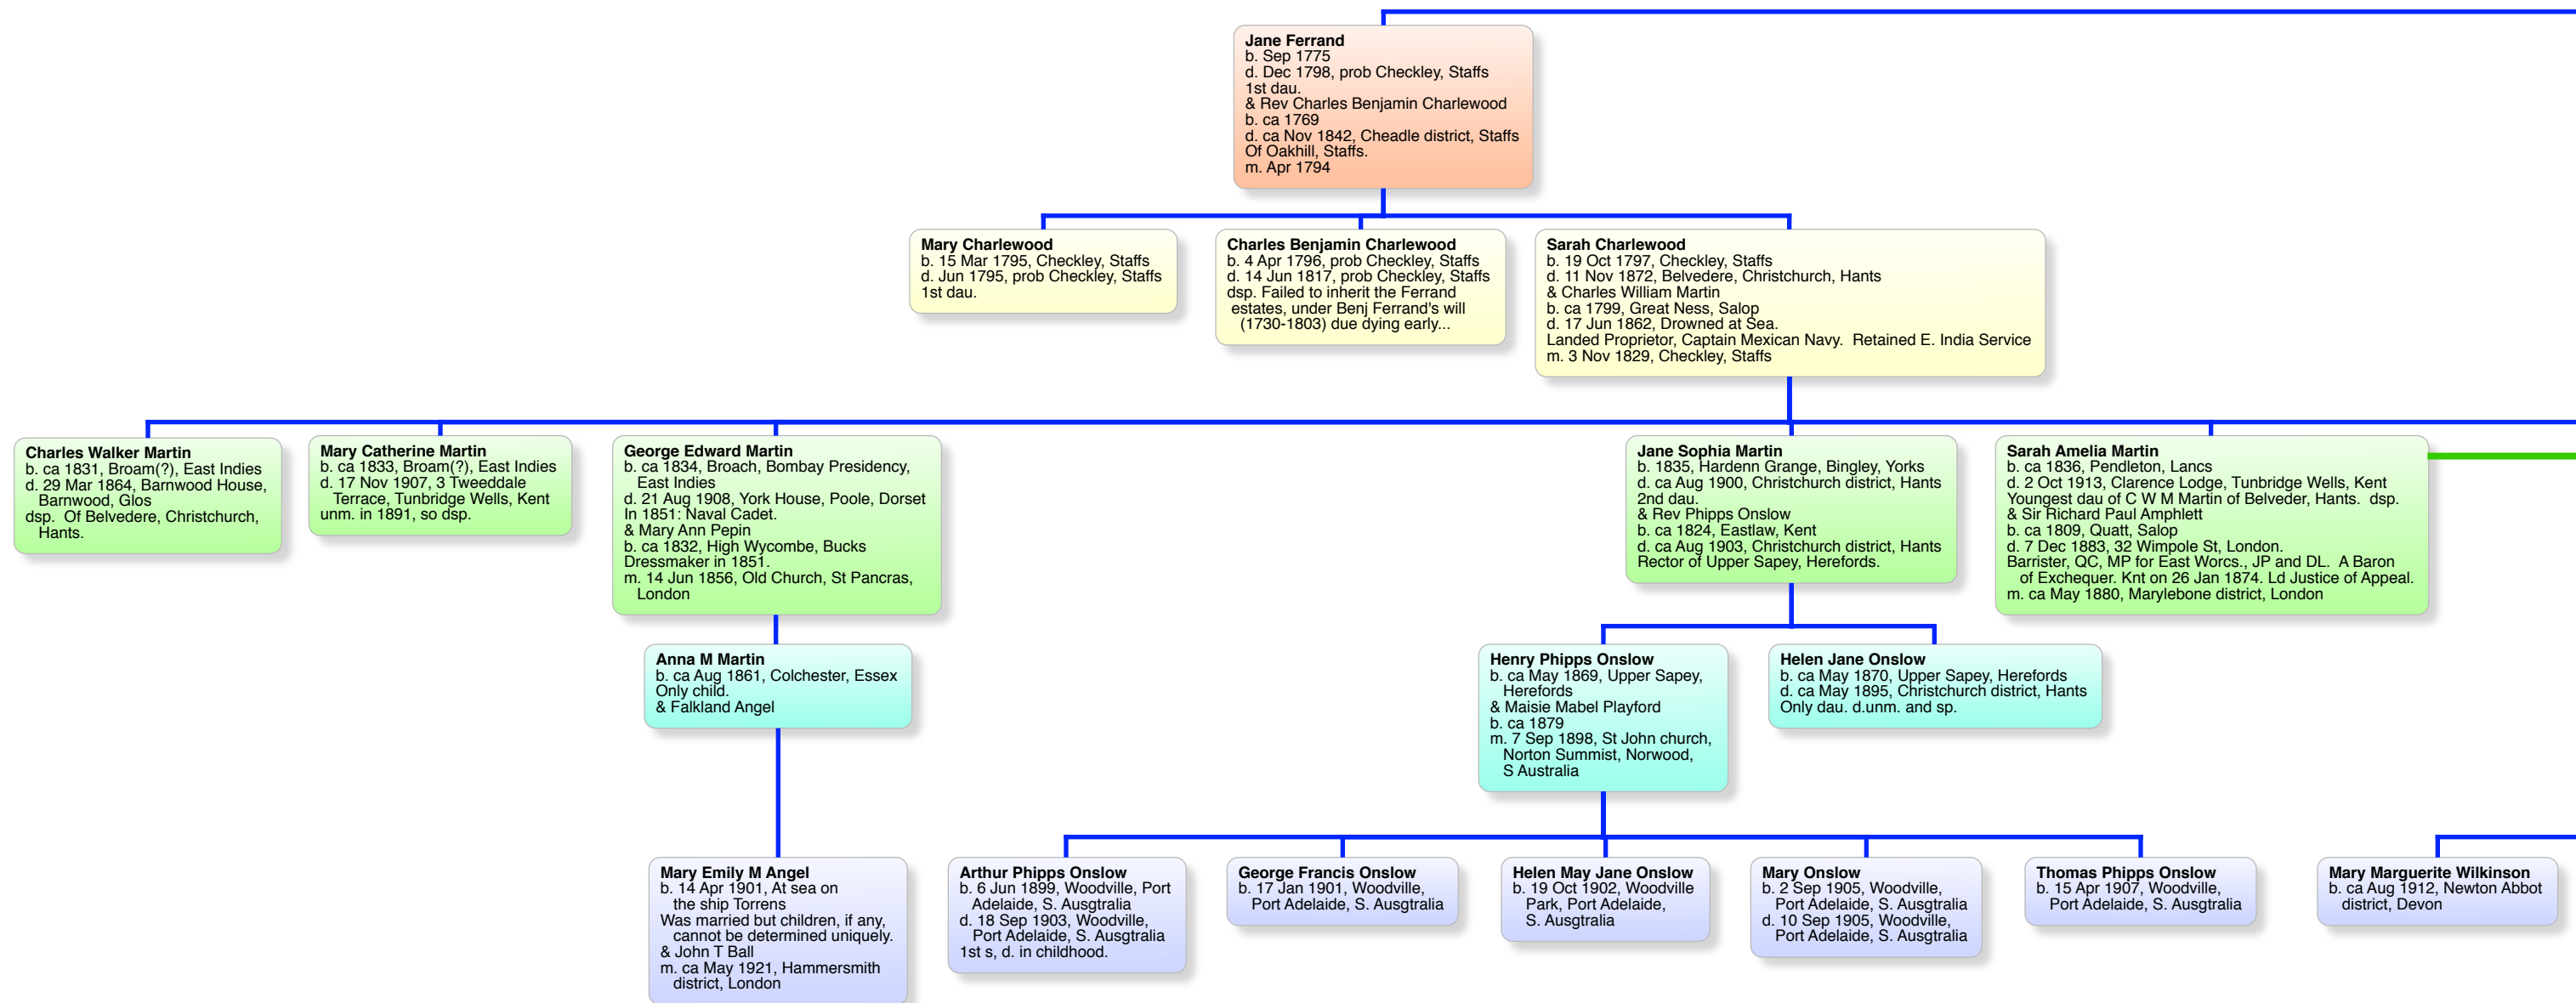 Jane Ferrand
b. Sep 1775
d. Dec 1798, prob Checkley, Staffs
1st dau.
& Rev Charles Benjamin Charlewood
b. ca 1769
d. ca Nov 1842, Cheadle district, Staffs
Of Oakhill, Staffs.
m. Apr 1794
Mary Charlewood
b. 15 Mar 1795, Checkley, Staffs
d. Jun 1795, prob Checkley, Staffs
1st dau.
Charles Benjamin Charlewood
b. 4 Apr 1796, prob Checkley, Staffs
d. 14 Jun 1817, prob Checkley, Staffs
dsp. Failed to inherit the Ferrand
estates, under Benj Ferrand's will
(1730-1803) due dying early...
Sarah Charlewood
b. 19 Oct 1797, Checkley, Staffs
d. 11 Nov 1872, Belvedere, Christchurch, Hants
& Charles William Martin
b. ca 1799, Great Ness, Salop
d. 17 Jun 1862, Drowned at Sea.
Landed Proprietor, Captain Mexican Navy.  Retained E. India Service
m. 3 Nov 1829, Checkley, Staffs
Charles Walker Martin
b. ca 1831, Broam(?), East Indies
d. 29 Mar 1864, Barnwood House,
Barnwood, Glos
dsp.  Of Belvedere, Christchurch,
Hants.
Mary Catherine Martin
b. ca 1833, Broam(?), East Indies
d. 17 Nov 1907, 3 Tweeddale
Terrace, Tunbridge Wells, Kent
unm. in 1891, so dsp.
George Edward Martin
b. ca 1834, Broach, Bombay Presidency,
East Indies
d. 21 Aug 1908, York House, Poole, Dorset
In 1851: Naval Cadet.
& Mary Ann Pepin
b. ca 1832, High Wycombe, Bucks
Dressmaker in 1851.
m. 14 Jun 1856, Old Church, St Pancras,
London
Jane Sophia Martin
b. 1835, Hardenn Grange, Bingley, Yorks
d. ca Aug 1900, Christchurch district, Hants
2nd dau.
& Rev Phipps Onslow
b. ca 1824, Eastlaw, Kent
d. ca Aug 1903, Christchurch district, Hants
Rector of Upper Sapey, Herefords.
Sarah Amelia Martin
b. ca 1836, Pendleton, Lancs
d. 2 Oct 1913, Clarence Lodge, Tunbridge Wells, Kent
Youngest dau of C W M Martin of Belveder, Hants.  dsp.
& Sir Richard Paul Amphlett
b. ca 1809, Quatt, Salop
d. 7 Dec 1883, 32 Wimpole St, London.
Barrister, QC, MP for East Worcs., JP and DL.  A Baron
of Exchequer. Knt on 26 Jan 1874. Ld Justice of Appeal.
m. ca May 1880, Marylebone district, London
Anna M Martin
b. ca Aug 1861, Colchester, Essex
Only child.
& Falkland Angel
Henry Phipps Onslow
b. ca May 1869, Upper Sapey,
Herefords
& Maisie Mabel Playford
b. ca 1879
m. 7 Sep 1898, St John church,
Norton Summist, Norwood,
S Australia
Helen Jane Onslow
b. ca May 1870, Upper Sapey, Herefords
d. ca May 1895, Christchurch district, Hants
Only dau. d.unm. and sp.
Mary Emily M Angel
b. 14 Apr 1901, At sea on
the ship Torrens
Was married but children, if any,
cannot be determined uniquely.
& John T Ball
m. ca May 1921, Hammersmith
district, London
Arthur Phipps Onslow
b. 6 Jun 1899, Woodville, Port
Adelaide, S. Ausgtralia
d. 18 Sep 1903, Woodville,
Port Adelaide, S. Ausgtralia
1st s, d. in childhood.
George Francis Onslow
b. 17 Jan 1901, Woodville,
Port Adelaide, S. Ausgtralia
Helen May Jane Onslow
b. 19 Oct 1902, Woodville
Park, Port Adelaide,
S. Ausgtralia
Mary Onslow
b. 2 Sep 1905, Woodville,
Port Adelaide, S. Ausgtralia
d. 10 Sep 1905, Woodville,
Port Adelaide, S. Ausgtralia
Thomas Phipps Onslow
b. 15 Apr 1907, Woodville,
Port Adelaide, S. Ausgtralia
Mary Marguerite Wilkinson
b. ca Aug 1912, Newton Abbot
district, Devon